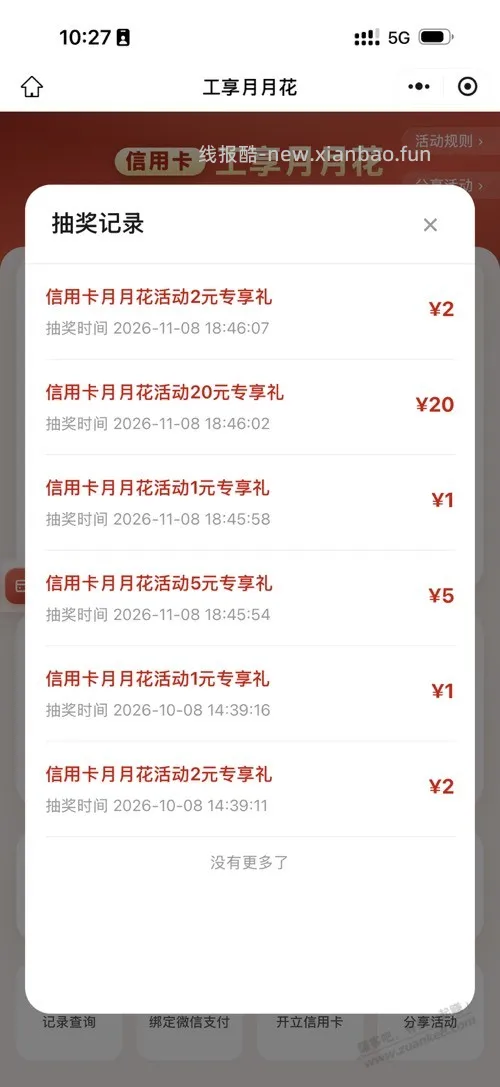 10:27
5G
工享月月花
活动规则 ›
线报酷-new.xianbao.fun
信用卡 工享月月花
分享活动 ›
抽奖记录
信用卡月月花活动2元专享礼
¥2
抽奖时间 2026-11-08 18:46:07
信用卡月月花活动20元专享礼
¥20
抽奖时间 2026-11-08 18:46:02
信用卡月月花活动1元专享礼
¥1
抽奖时间 2026-11-08 18:45:58
信用卡月月花活动5元专享礼
¥5
抽奖时间 2026-11-08 18:45:54
信用卡月月花活动1元专享礼
¥1
抽奖时间 2026-10-08 14:39:16
信用卡月月花活动2元专享礼
¥2
抽奖时间 2026-10-08 14:39:11
没有更多了
记录查询 绑定微信支付 开立信用卡 分享活动
www.zuanke8.com